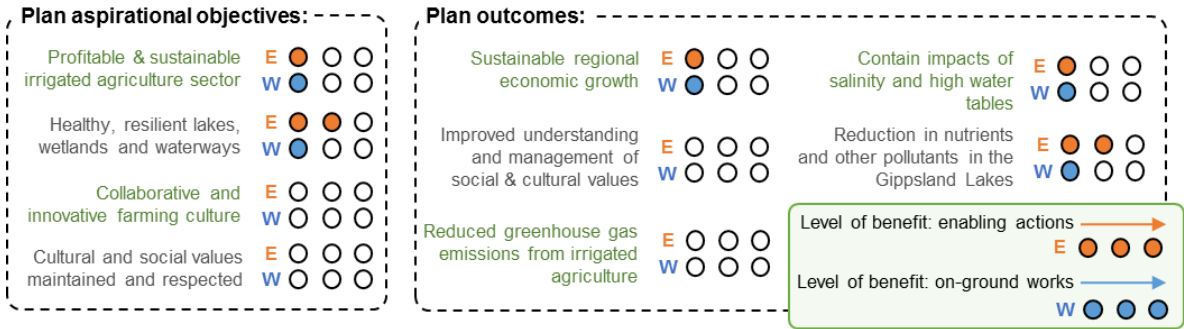 Plan aspirational objectives:
Profitable & sustainable
irrigated agriculture sector
E
W
Healthy, resilient lakes,
wetlands and waterways
E
W
Collaborative and
innovative farming culture
E
W
Cultural and social values
maintained and respected
E
W
Plan outcomes:
Sustainable regional
economic growth
E
W
Improved understanding
and management of
social & cultural values
E
W
Reduced greenhouse gas
emissions from irrigated
agriculture
E
W
Contain impacts of
salinity and high water
tables
E
W
Reduction in nutrients
and other pollutants in the
Gippsland Lakes
E
W
Level of benefit: enabling actions
E
Level of benefit: on-ground works
W